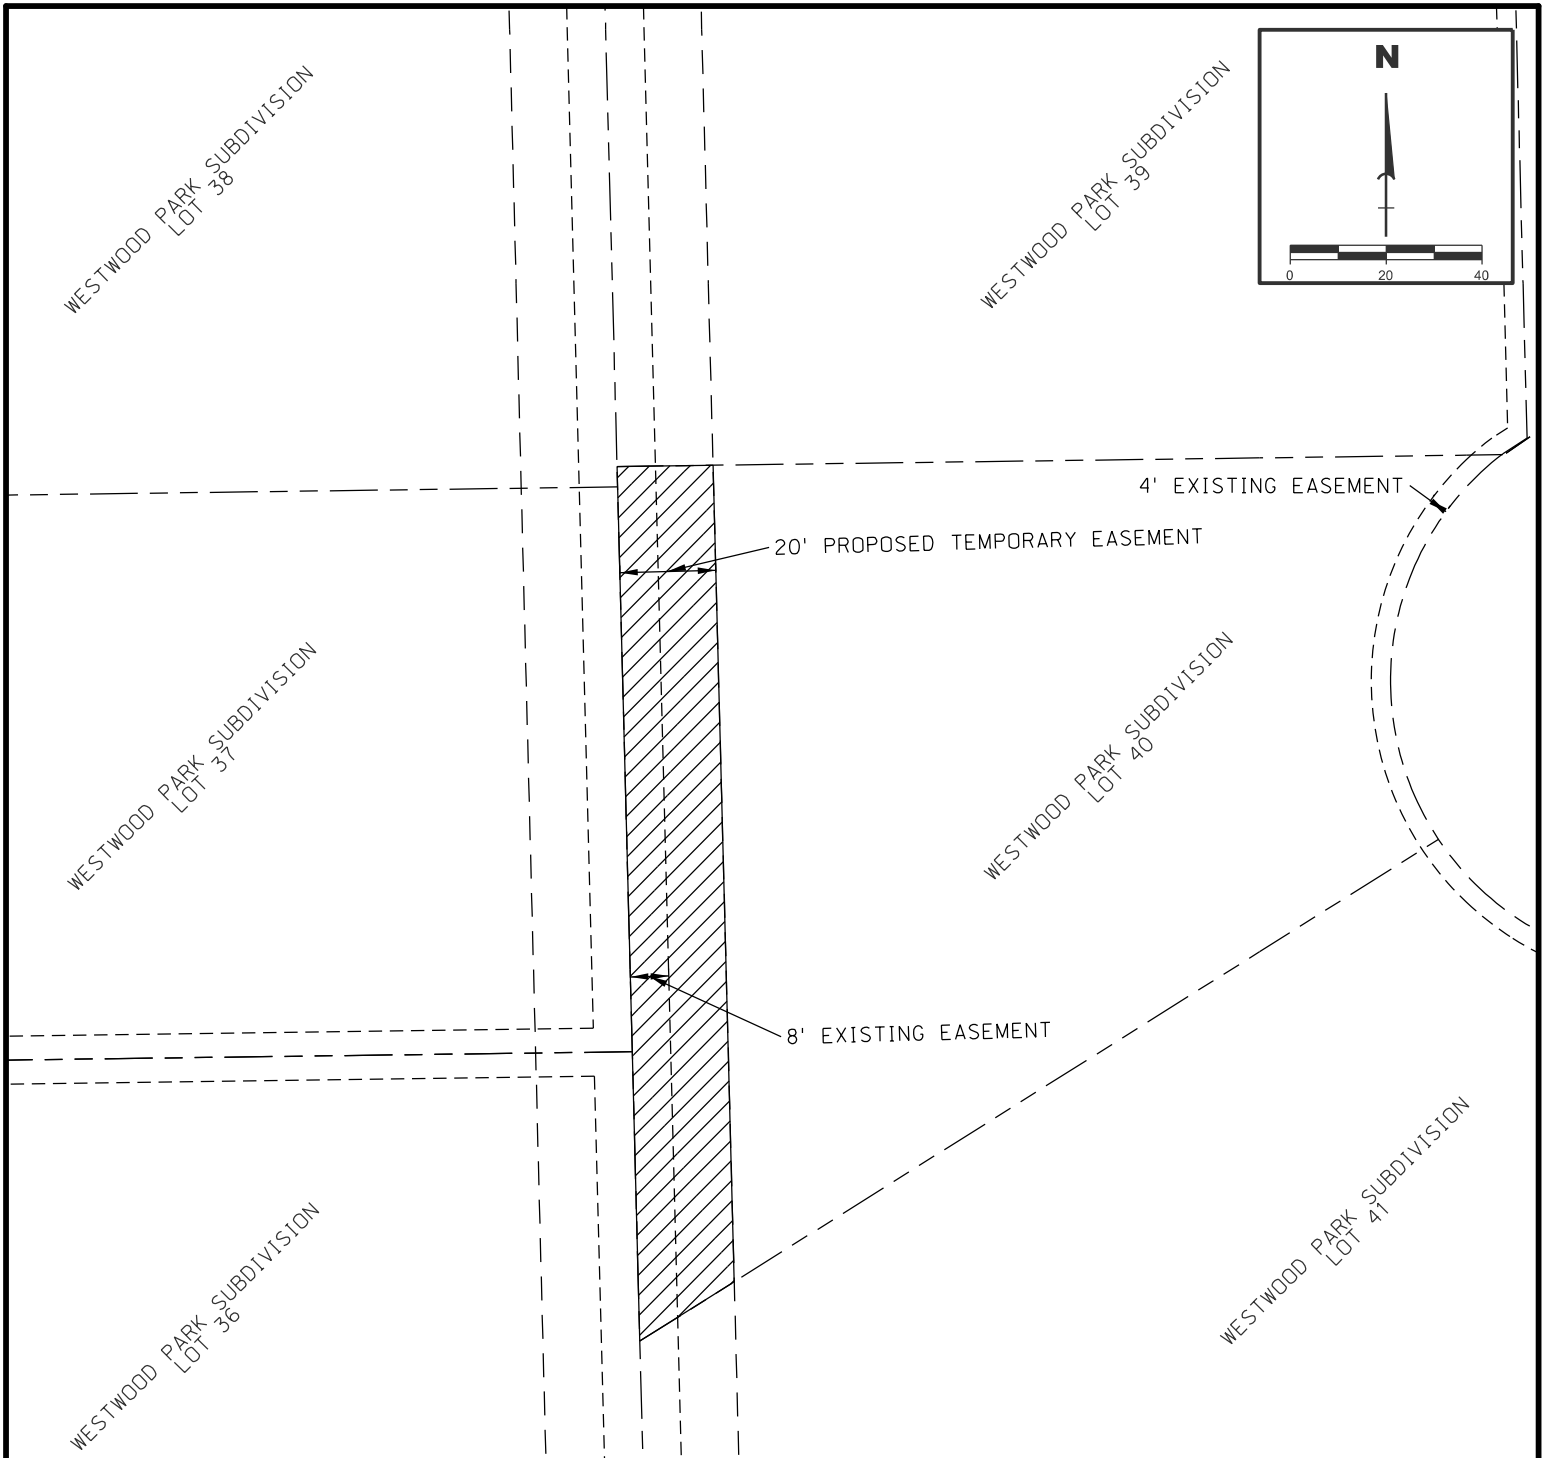 WESTWOOD PARK SUBDIVISION
LOT 38
WESTWOOD PARK SUBDIVISION
LOT 39
N
0 20 40
4' EXISTING EASEMENT
20' PROPOSED TEMPORARY EASEMENT
WESTWOOD PARK SUBDIVISION
LOT 37
WESTWOOD PARK SUBDIVISION
LOT 40
8' EXISTING EASEMENT
WESTWOOD PARK SUBDIVISION
LOT 36
WESTWOOD PARK SUBDIVISION
LOT 41